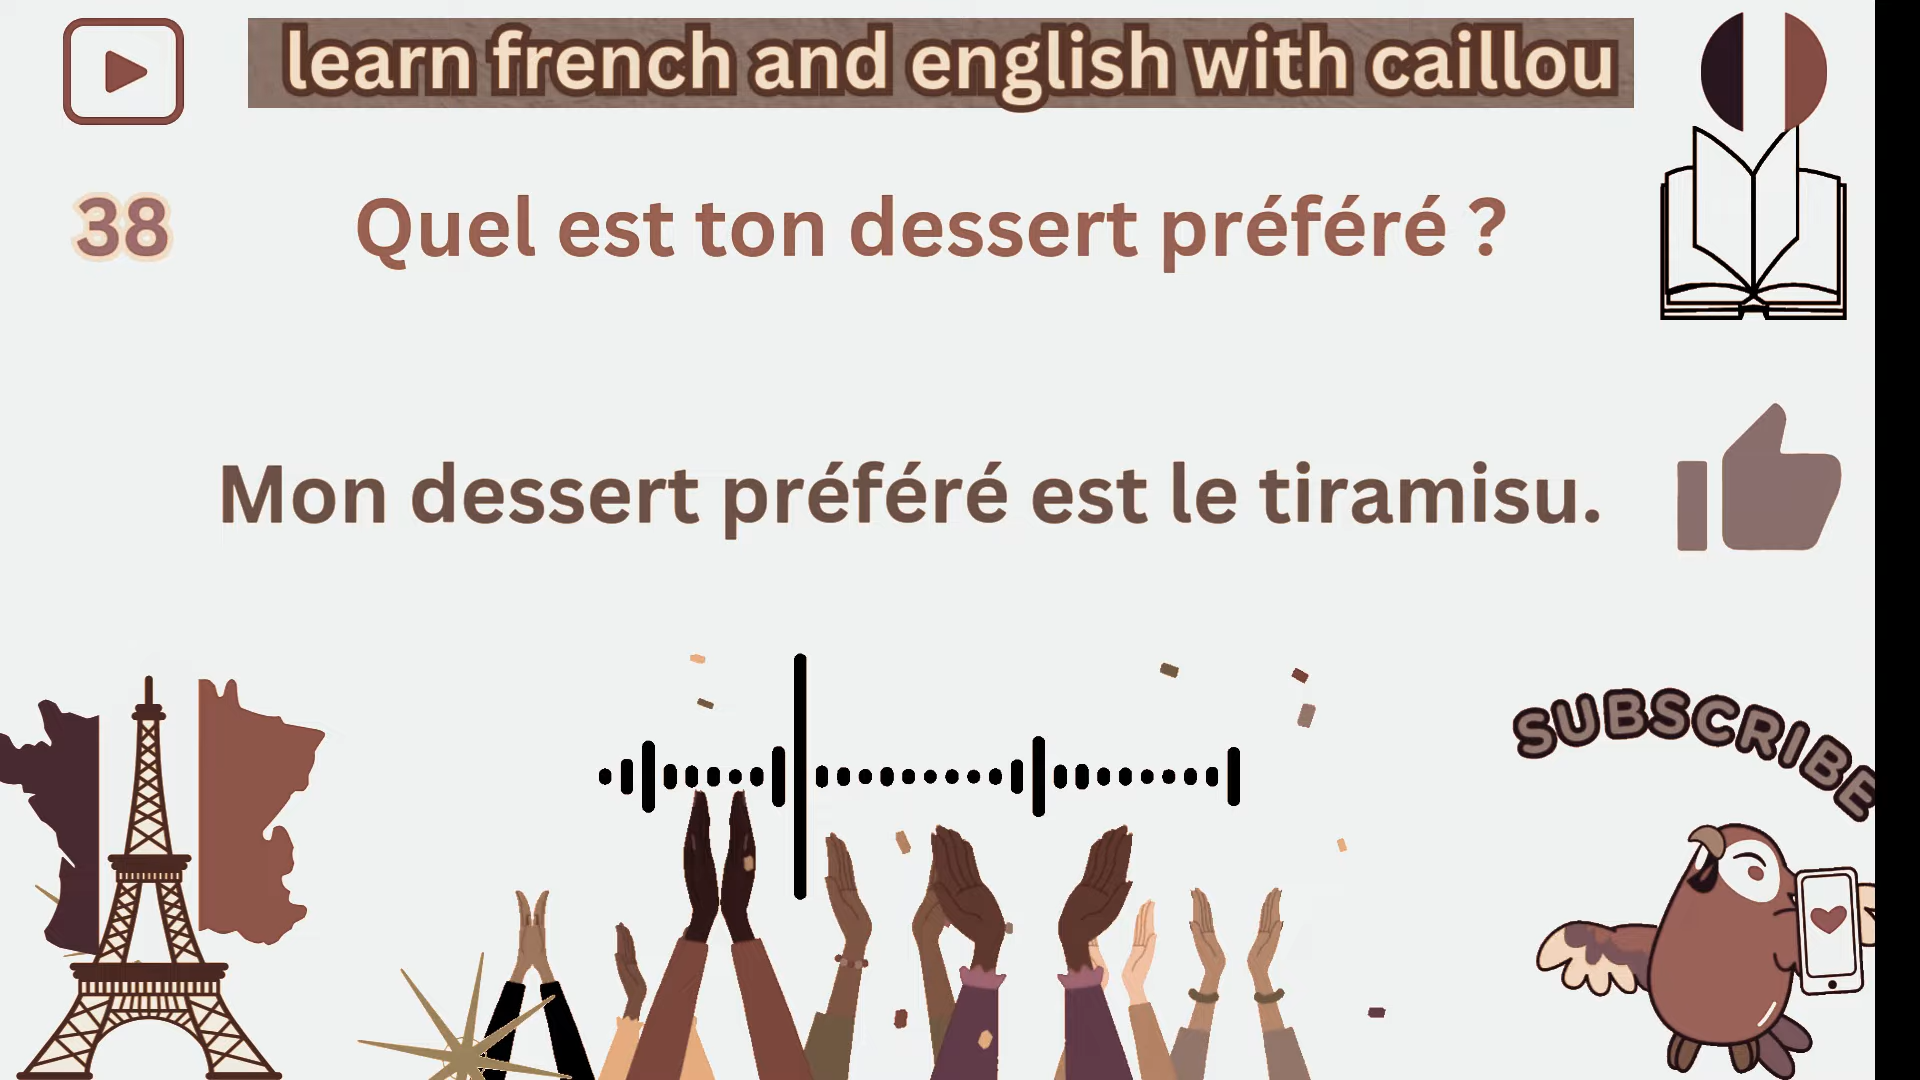 learn french and english with caillou
38
Quel est ton dessert préféré ?
Mon dessert préféré est le tiramisu.
SUBSCRIBE